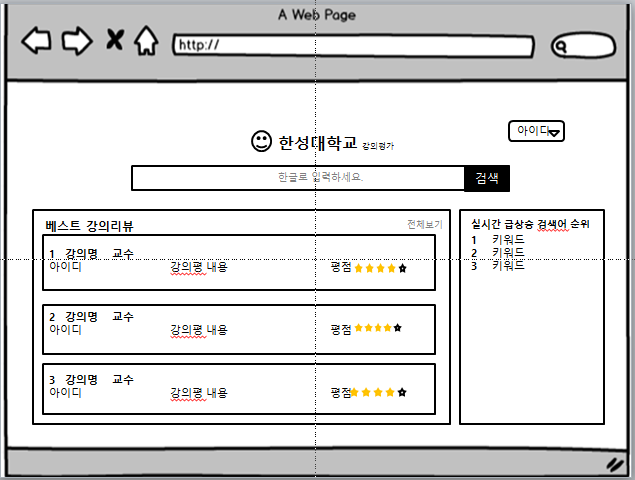 A Web Page
http://
아이디
한성대학교 강의평가
한글로 입력하세요.
검색
베스트 강의리뷰
전체보기
1 강의명 교수
아이디 강의평 내용 평점
2 강의명 교수
아이디 강의평 내용 평점
3 강의명 교수
아이디 강의평 내용 평점
실시간 급상승 검색어 순위
1 키워드
2 키워드
3 키워드